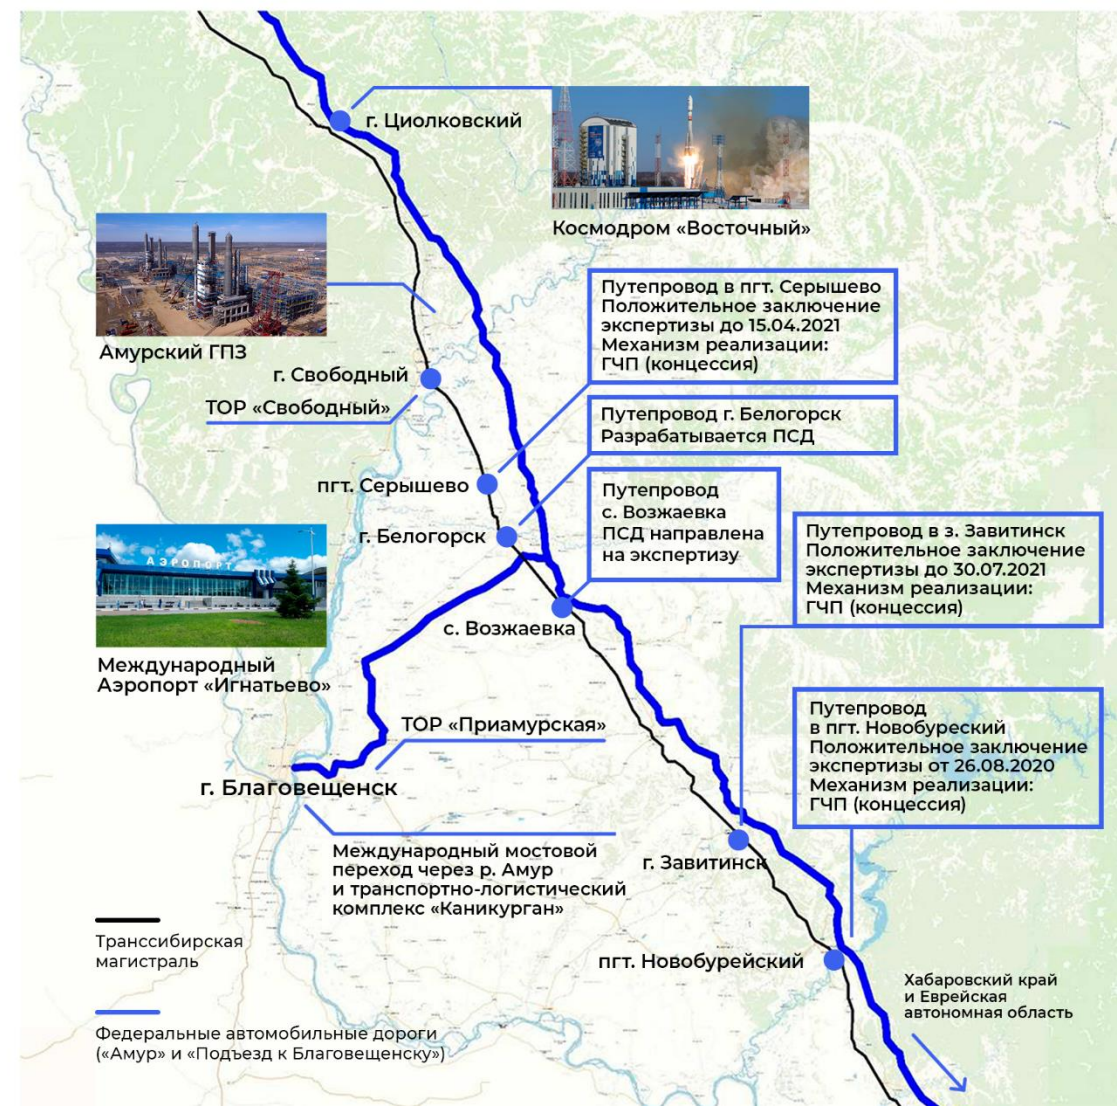 г. Циолковский
Космодром «Восточный»
Амурский ГПЗ
Путепровод в пгт. Серышево
Положительное заключение
экспертизы до 15.04.2021
Механизм реализации:
ГЧП (концессия)
г. Свободный
ТОР «Свободный»
Путепровод г. Белогорск
Разрабатывается ПСД
пгт. Серышево
Путепровод
с. Возжаевка
ПСД направлена
на экспертизу
г. Белогорск
Путепровод в з. Завитинск
Положительное заключение
экспертизы до 30.07.2021
Механизм реализации:
ГЧП (концессия)
АЭРОПОРТ
с. Возжаевка
Международный
Аэропорт «Игнатьево»
Путепровод
в пгт. Новобуреский
Положительное заключение
экспертизы от 26.08.2020
Механизм реализации:
ГЧП (концессия)
ТОР «Приамурская»
г. Благовещенск
Международный мостовой
переход через р. Амур
и транспортно-логистический
комплекс «Каникурган»
г. Завитинск
Транссибирская
магистраль
пгт. Новобурейский
Хабаровский край
и Еврейская
автономная область
Федеральные автомобильные дороги
(«Амур» и «Подъезд к Благовещенску»)